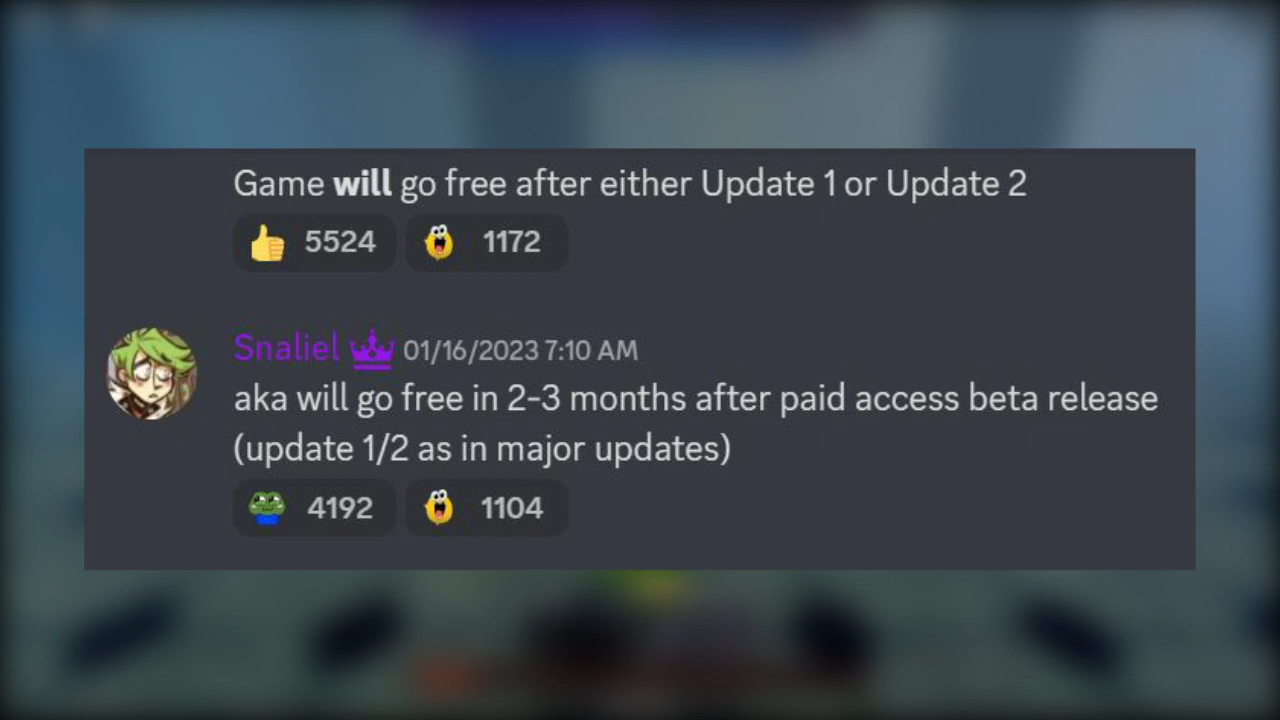 Game will go free after either Update 1 or Update 2
5524 1172
Snaliel 01/16/2023 7:10 AM
aka will go free in 2-3 months after paid access beta release
(update 1/2 as in major updates)
4192 1104